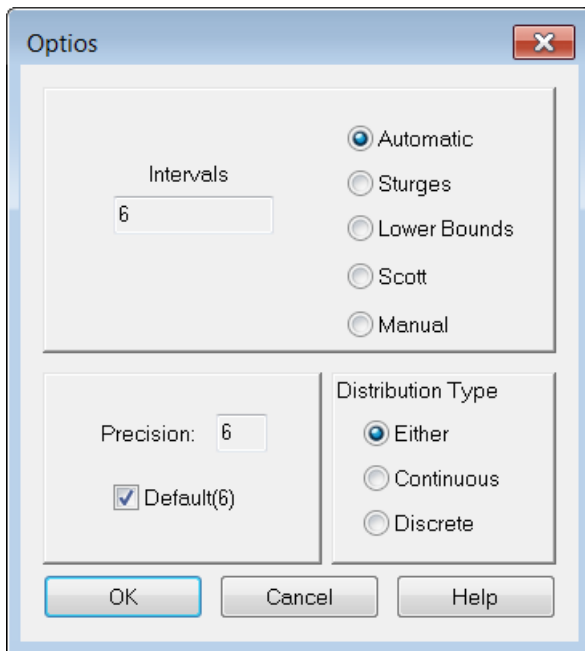 Optios
Intervals
6
Automatic
Sturges
Lower Bounds
Scott
Manual
Precision: 6
Default(6)
Distribution Type
Either
Continuous
Discrete
OK
Cancel
Help